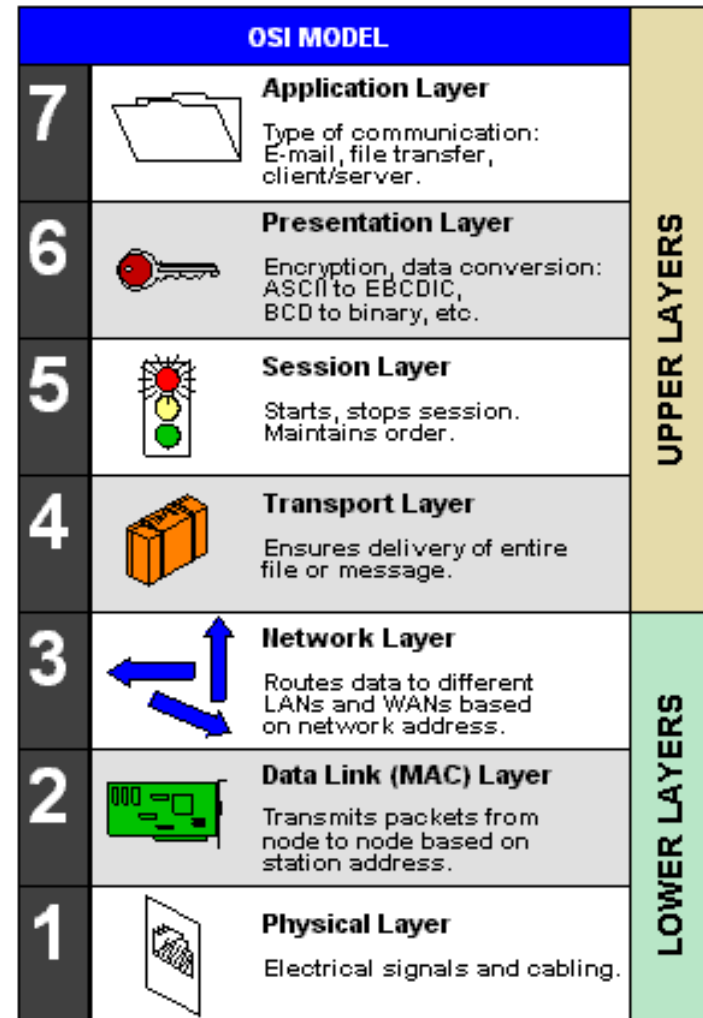 OSI MODEL
7
Application Layer
Type of communication:
E-mail, file transfer,
client/server.
6
Presentation Layer
Encryption, data conversion:
ASCII to EBCDIC,
BCD to binary, etc.
5
Session Layer
Starts, stops session.
Maintains order.
4
Transport Layer
Ensures delivery of entire
file or message.
UPPER LAYERS
3
Network Layer
Routes data to different
LANs and WANs based
on network address.
2
Data Link (MAC) Layer
Transmits packets from
node to node based on
station address.
1
Physical Layer
Electrical signals and cabling.
LOWER LAYERS